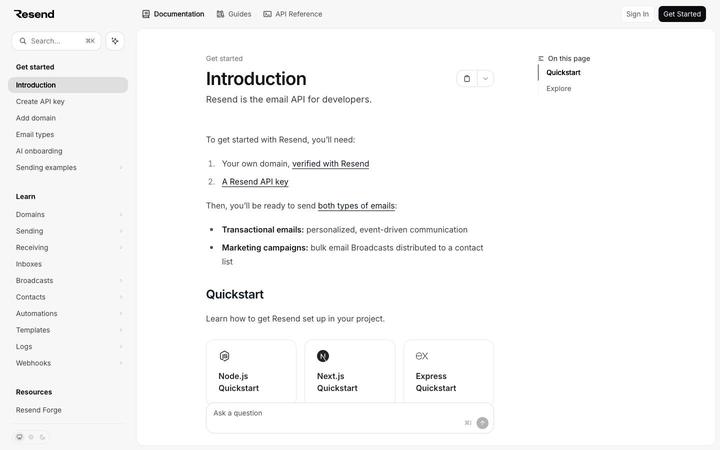 Resend
Documentation
Guides
API Reference
Sign In
Get Started
Search...
⌘K
Get started
Introduction
Create API key
Add domain
Email types
AI onboarding
Sending examples
Learn
Domains
Sending
Receiving
Inboxes
Broadcasts
Contacts
Automations
Templates
Logs
Webhooks
Resources
Resend Forge
Get started
Introduction
Resend is the email API for developers.
To get started with Resend, you'll need:
1. Your own domain, verified with Resend
2. A Resend API key
Then, you'll be ready to send both types of emails:
• Transactional emails: personalized, event-driven communication
• Marketing campaigns: bulk email Broadcasts distributed to a contact
list
Quickstart
Learn how to get Resend set up in your project.
Node.js
Quickstart
N
Next.js
Quickstart
ex
Express
Quickstart
Ask a question
⌘I
On this page
Quickstart
Explore